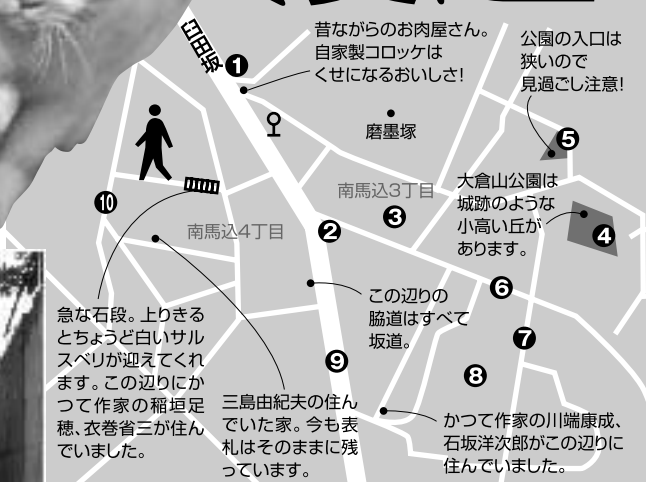 坂田口
❶
昔ながらのお肉屋さん。
自家製コロッケは
くせになるおいしさ!
公園の入口は
狭いので
見過ごし注意!
磨墨塚
❺
大倉山公園は
城跡のような
小高い丘が
あります。
❹
南馬込3丁目
❸
❿
南馬込4丁目
❷
この辺りの
脇道はすべて
坂道。
❻
❼
❽
❾
急な石段。上りきる
とちょうど白いサル
スベリが迎えてくれ
ます。この辺りにか
つて作家の稲垣足
穂、衣巻省三が住ん
でいました。
三島由紀夫の住ん
でいた家。今も表
札はそのままに残
っています。
かつて作家の川端康成、
石坂洋次郎がこの辺りに
住んでいました。